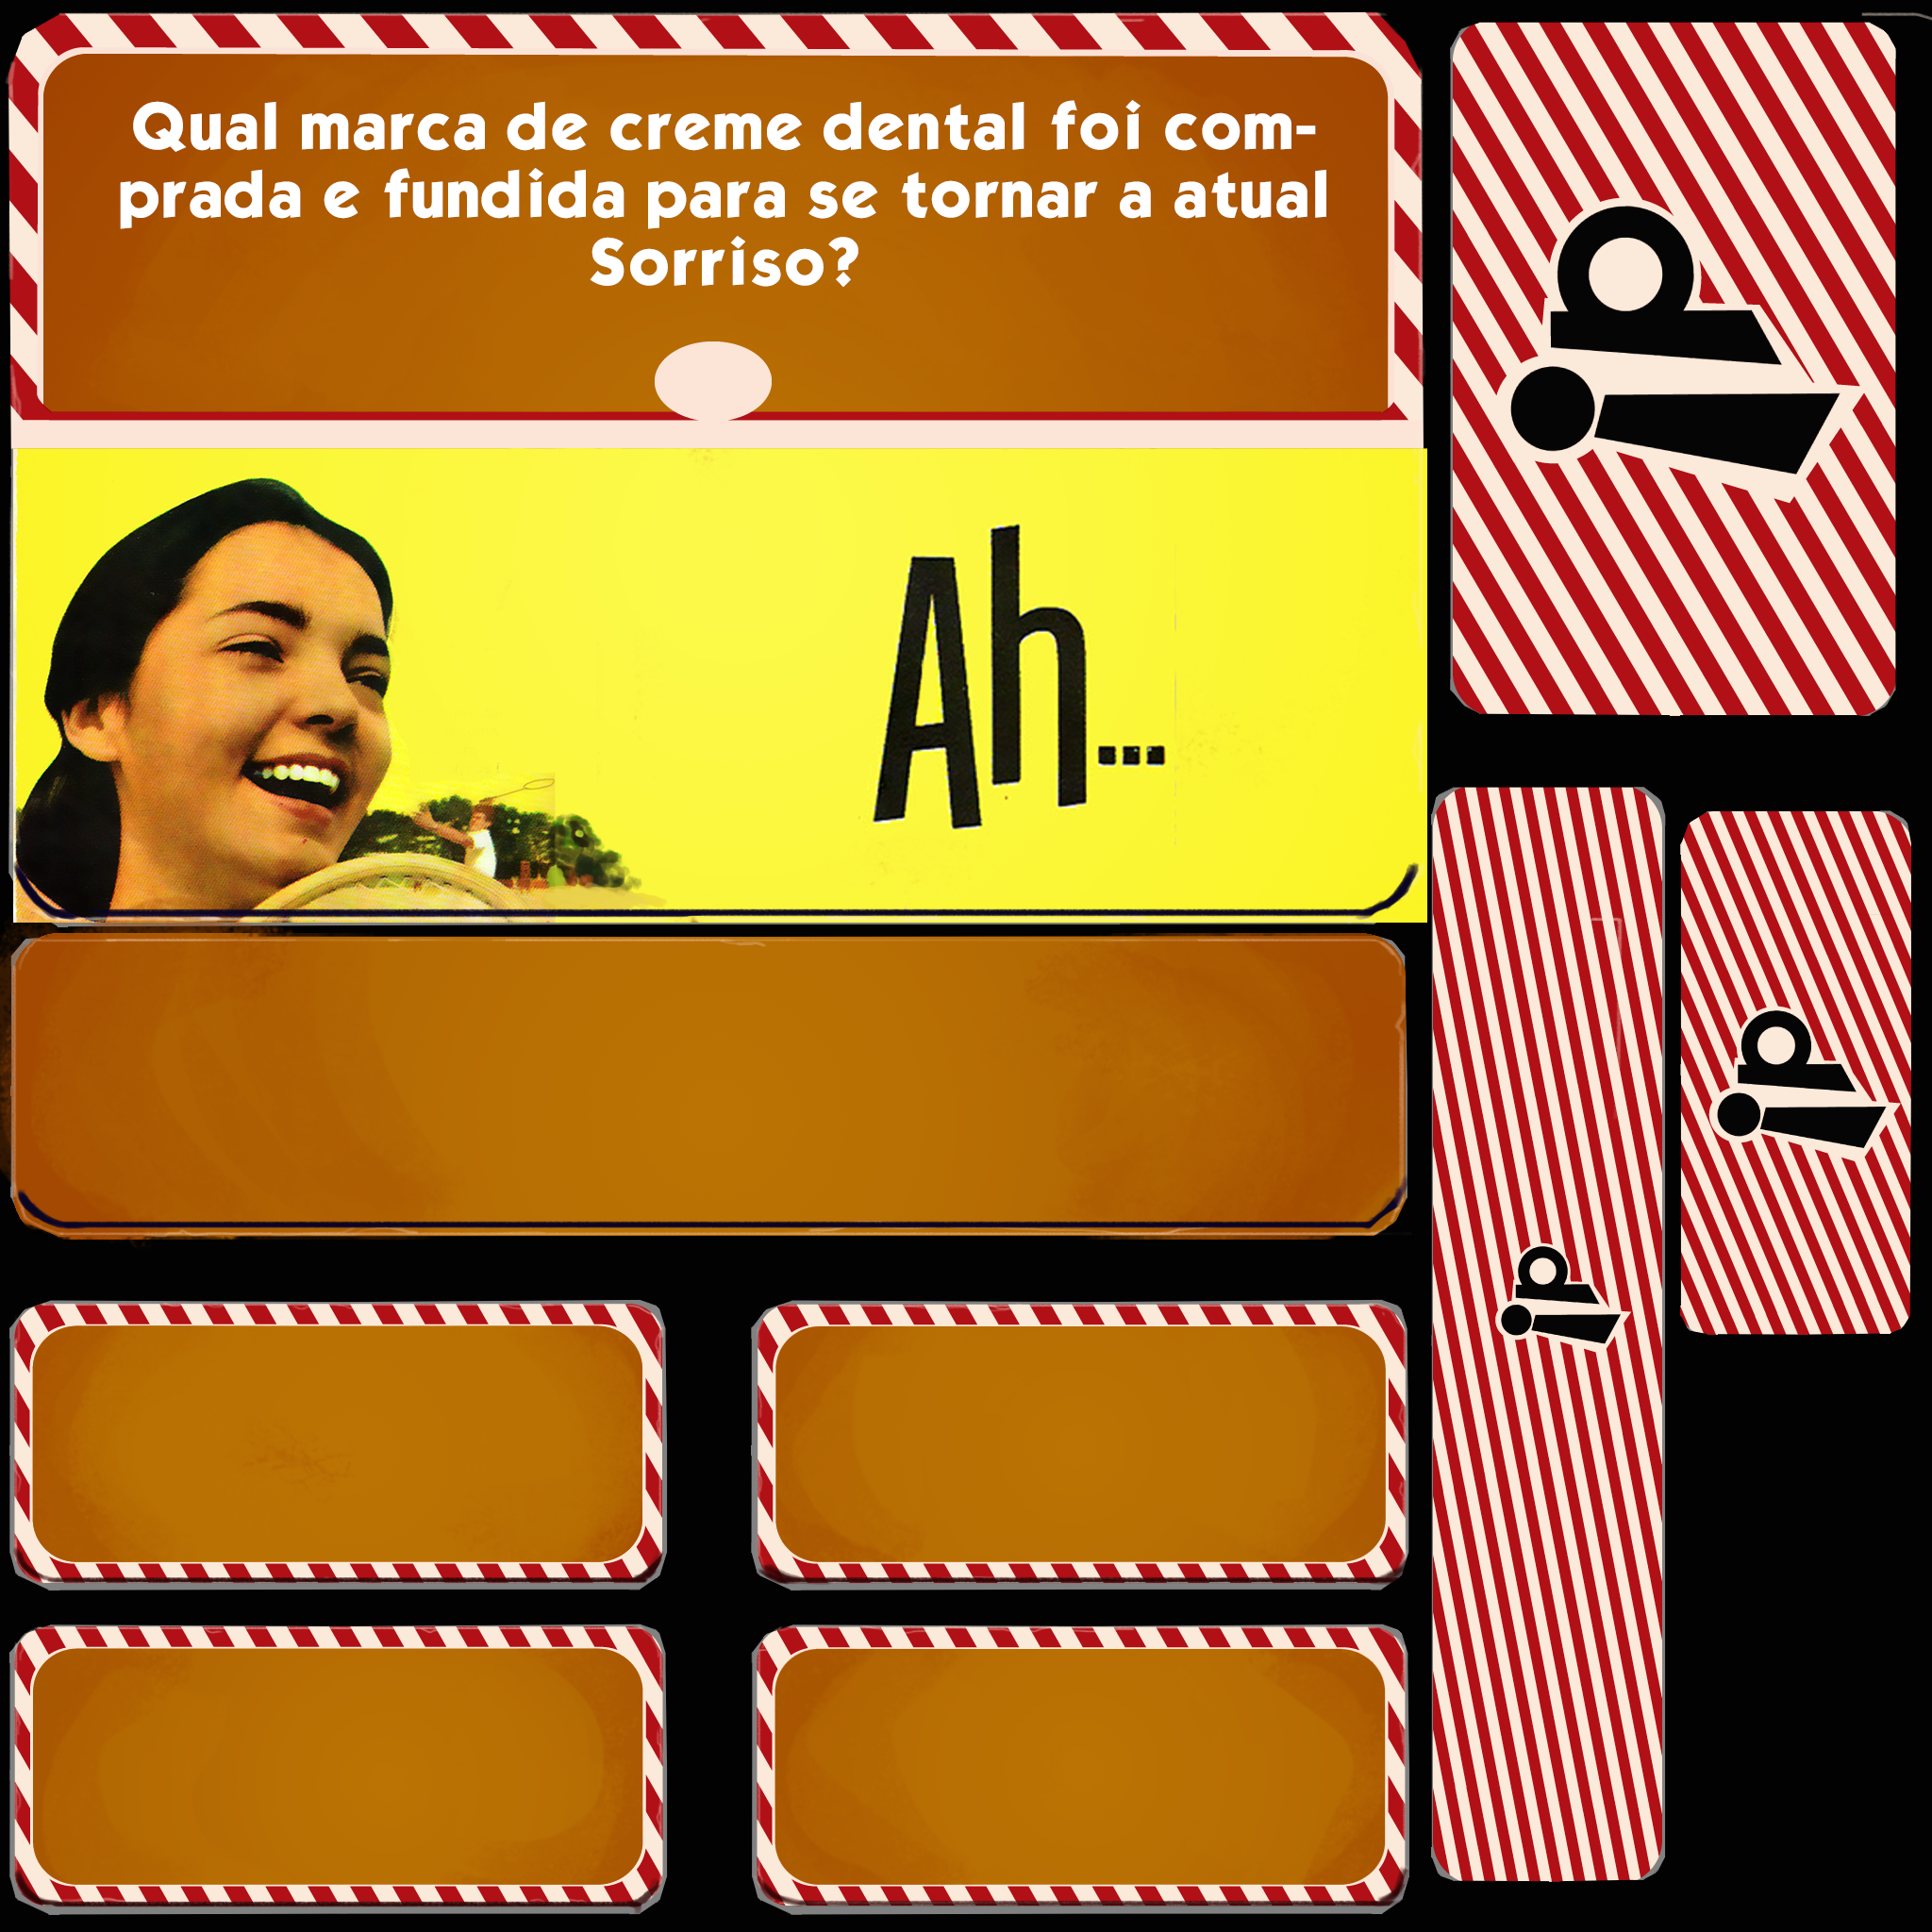 Qual marca de creme dental foi com-
prada e fundida para se tornar a atual
Sorriso?
Ah...